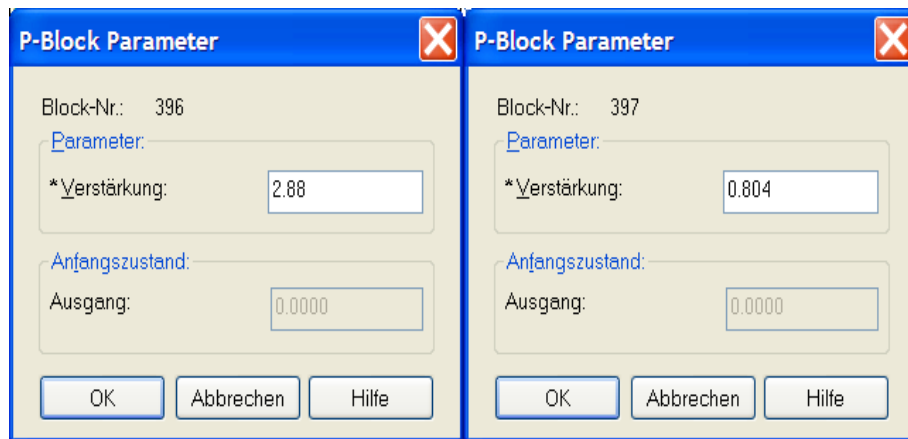 P-Block Parameter
Block-Nr.: 396
Parameter:
*Verstärkung: 2.88
Anfangszustand:
Ausgang: 0.0000
OK Abbrechen Hilfe
P-Block Parameter
Block-Nr.: 397
Parameter:
*Verstärkung: 0.804
Anfangszustand:
Ausgang: 0.0000
OK Abbrechen Hilfe